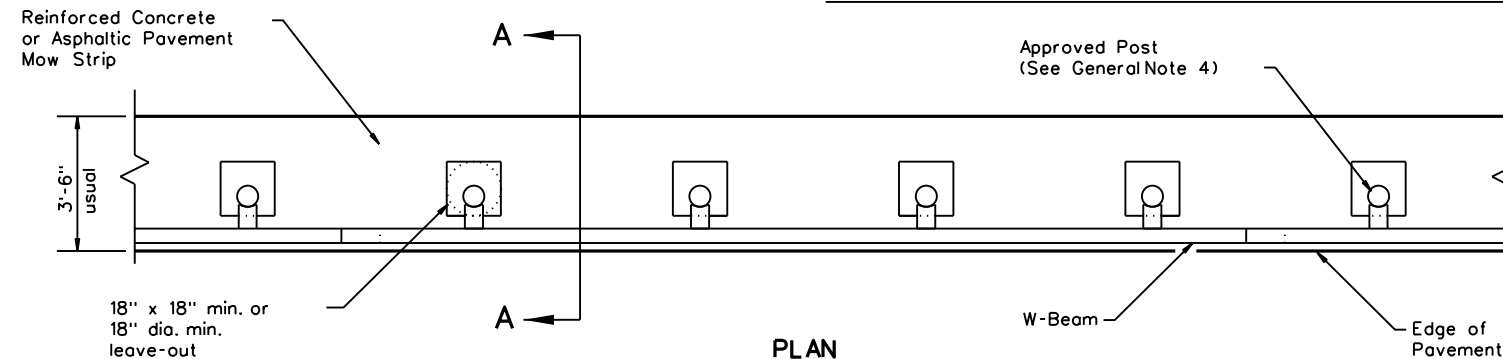 Reinforced Concrete
or Asphaltic Pavement
Mow Strip
A
Approved Post
(See General Note 4)
3'-6"
usual
18" x 18" min. or
18" dia. min.
leave-out
A
W-Beam
Edge of
Pavement
PLAN